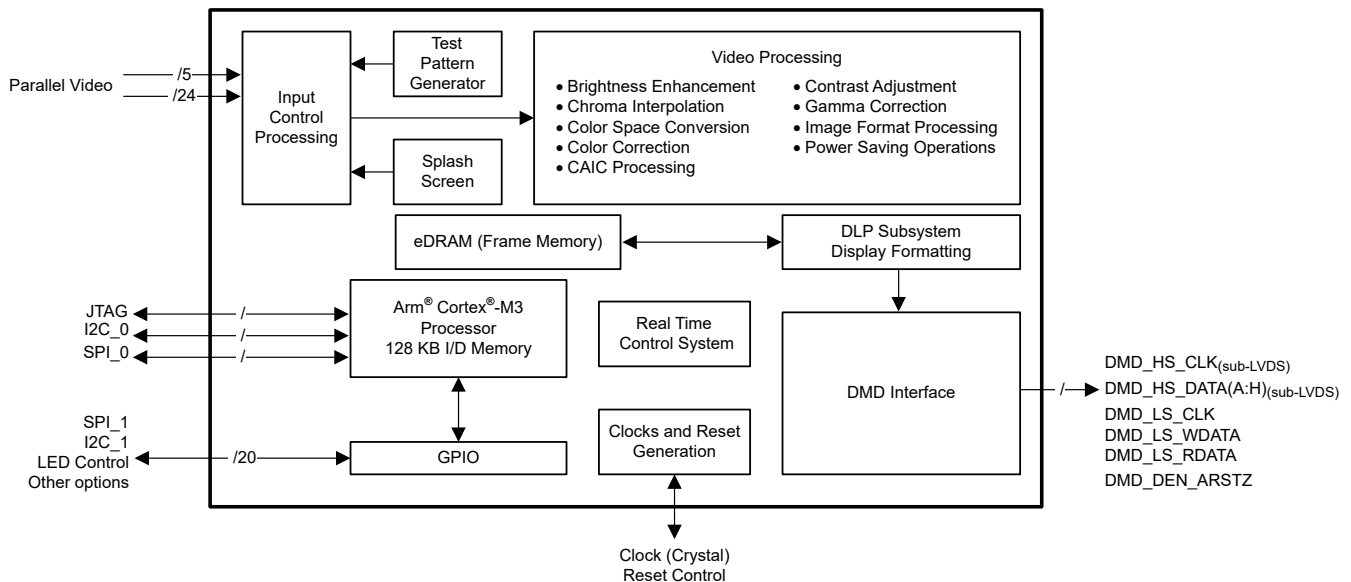 Parallel Video
/5
/24
Input
Control
Processing
Test
Pattern
Generator
Splash
Screen
Video Processing
• Brightness Enhancement
• Chroma Interpolation
• Color Space Conversion
• Color Correction
• CAIC Processing
• Contrast Adjustment
• Gamma Correction
• Image Format Processing
• Power Saving Operations
eDRAM (Frame Memory)
DLP Subsystem
Display Formatting
JTAG
/
I2C_0
/
SPI_0
/
Arm® Cortex®-M3
Processor
128 KB I/D Memory
Real Time
Control System
DMD Interface
/
DMD_HS_CLK(sub-LVDS)
DMD_HS_DATA(A:H)(sub-LVDS)
DMD_LS_CLK
DMD_LS_WDATA
DMD_LS_RDATA
DMD_DEN_ARSTZ
SPI_1
I2C_1
LED Control
Other options
/20
GPIO
Clocks and Reset
Generation
Clock (Crystal)
Reset Control